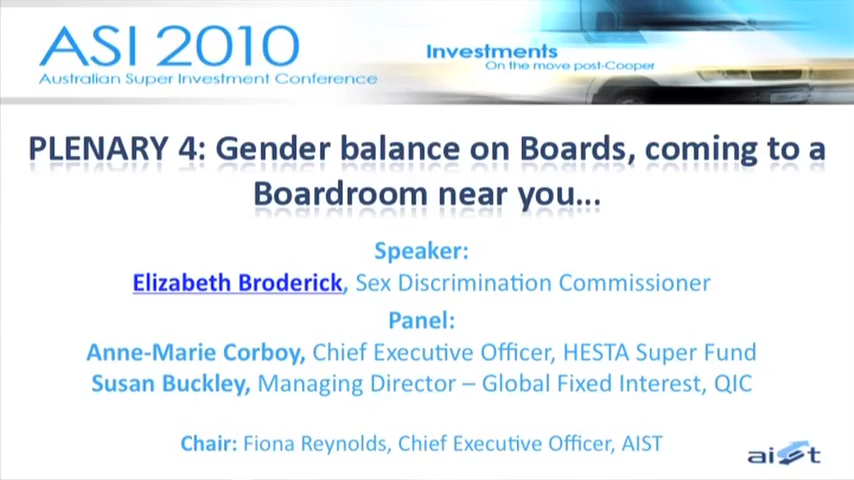 ASI 2010
Australian Super Investment Conference
Investments
On the move post-Cooper
PLENARY 4: Gender balance on Boards, coming to a
Boardroom near you...
Speaker:
Elizabeth Broderick, Sex Discrimination Commissioner
Panel:
Anne-Marie Corboy, Chief Executive Officer, HESTA Super Fund
Susan Buckley, Managing Director – Global Fixed Interest, QIC
Chair: Fiona Reynolds, Chief Executive Officer, AIST
aist